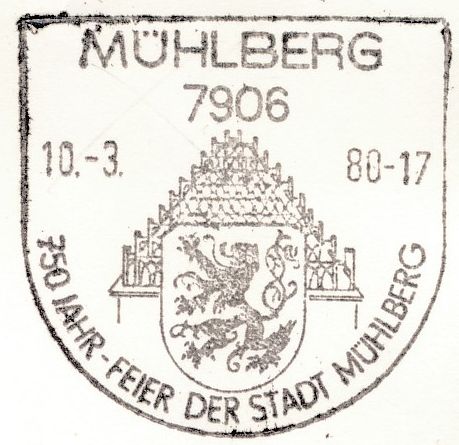 MÜHLBERG
7906
10.-3. 80-17
750 JAHR-FEIER DER STADT MÜHLBERG